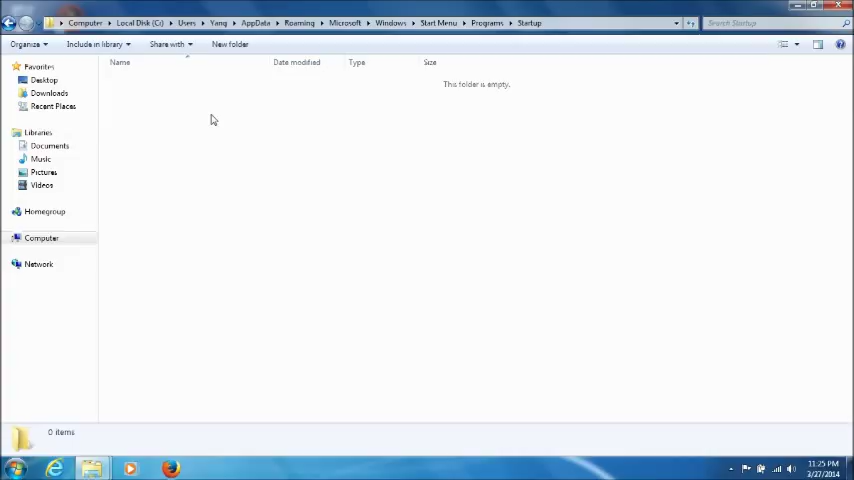 Computer Local Disk (C:) Users Yang AppData Roaming Microsoft Windows Start Menu Programs Startup Search Startup
Organize Include in library Share with New folder
Name Date modified Type Size
This folder is empty.
Favorites
Desktop
Downloads
Recent Places
Libraries
Documents
Music
Pictures
Videos
Homegroup
Computer
Network
0 items
11:25 PM
3/27/2014